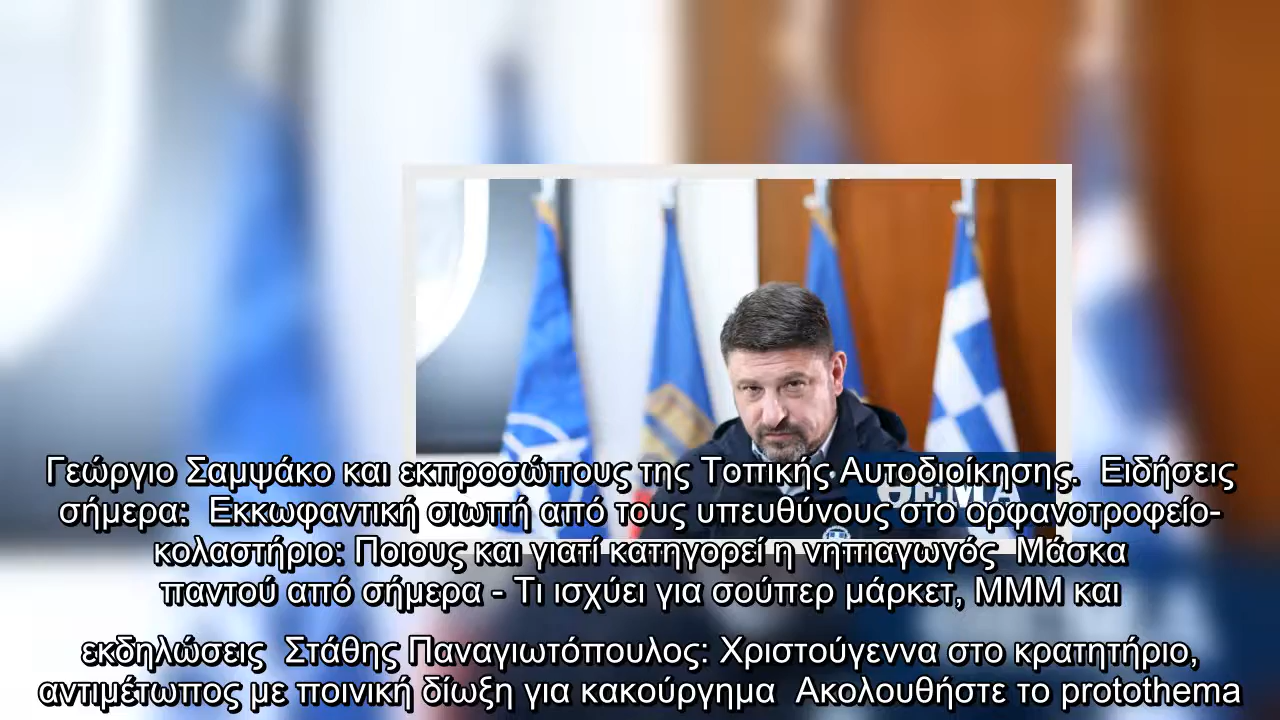 ΘΕΜΑ
Γεώργιο Σαμψάκο και εκπροσώπους της Τοπικής Αυτοδιοίκησης.  Ειδήσεις
σήμερα:  Εκκωφαντική σιωπή από τους υπευθύνους στο ορφανοτροφείο-
κολαστήριο: Ποιους και γιατί κατηγορεί η νηπιαγωγός  Μάσκα
παντού από σήμερα - Τι ισχύει για σούπερ μάρκετ, ΜΜΜ και
εκδηλώσεις  Στάθης Παναγιωτόπουλος: Χριστούγεννα στο κρατητήριο,
αντιμέτωπος με ποινική δίωξη για κακούργημα  Ακολουθήστε το protothema